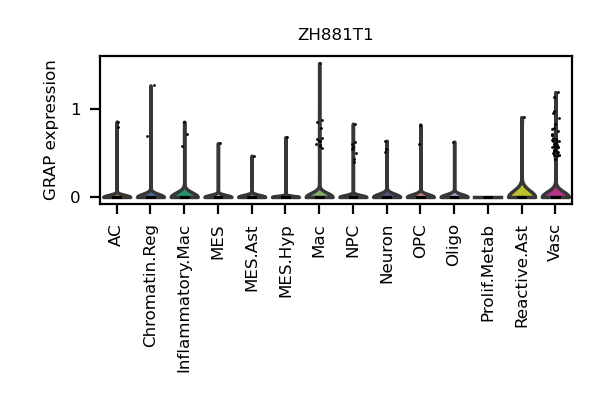 ZH881T1
GRAP expression
1
0
AC
Chromatin.Reg
Inflammatory.Mac
MES
MES.Ast
MES.Hyp
Mac
NPC
Neuron
OPC
Oligo
Prolif.Metab
Reactive.Ast
Vasc